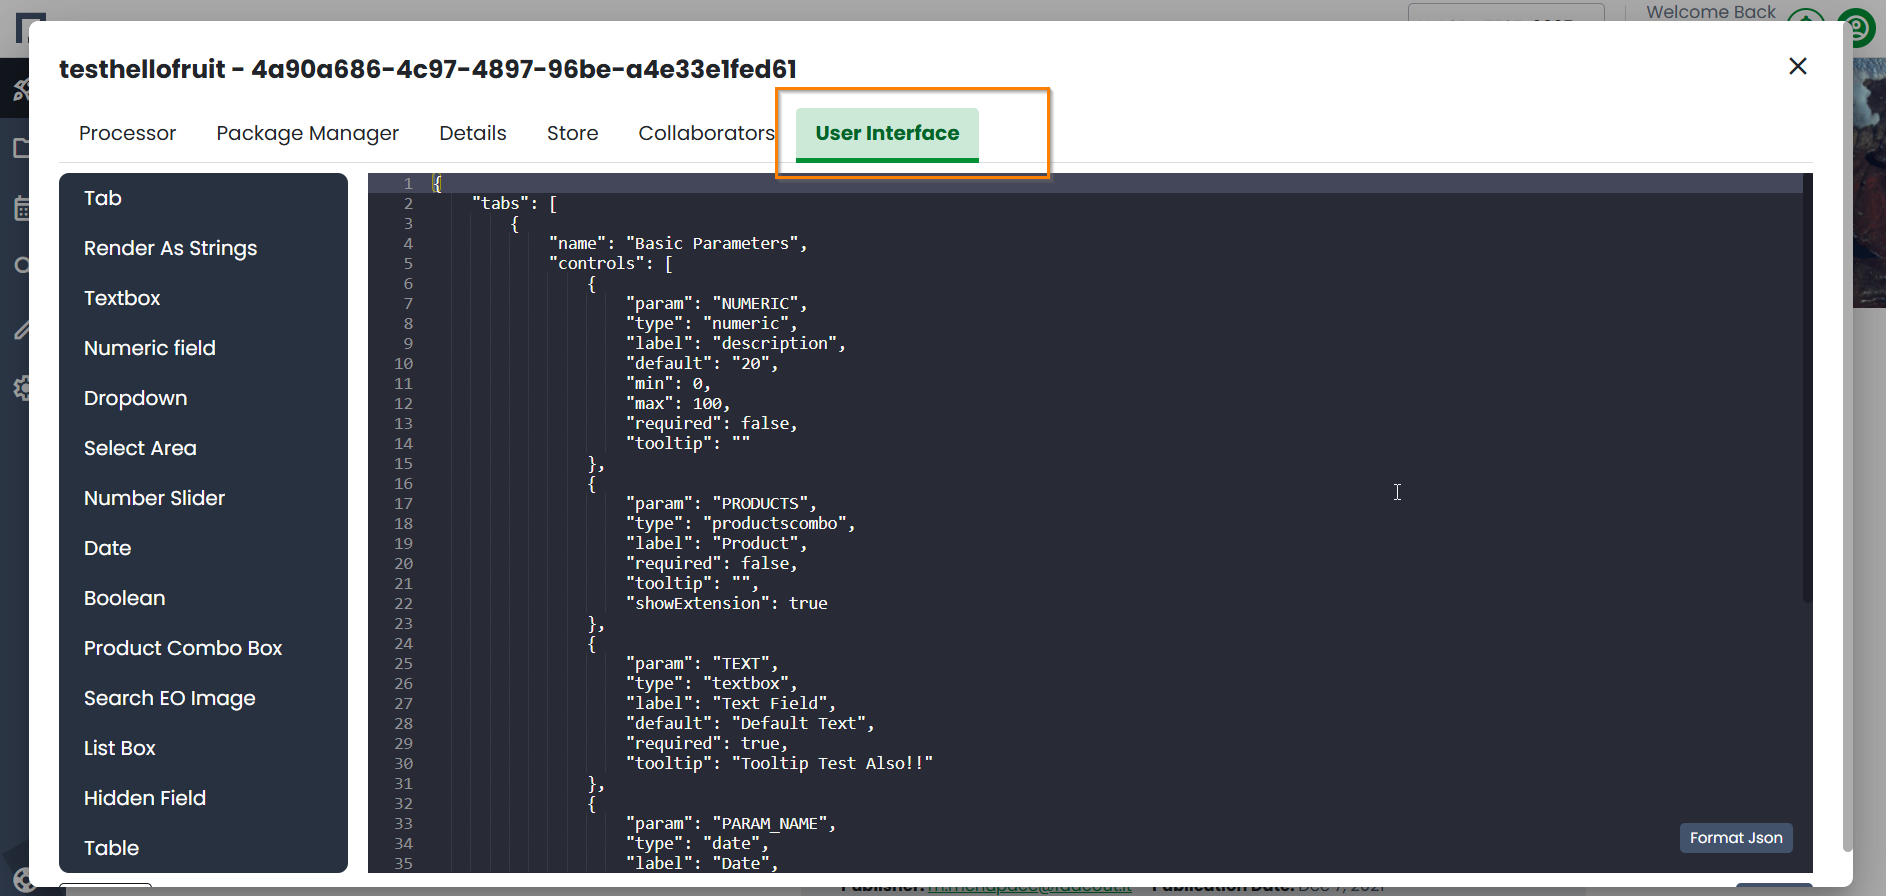 Welcome Back
testhellofruit - 4a90a686-4c97-4897-96be-a4e33e1fed61
Processor Package Manager Details Store Collaborators User Interface
Tab
Render As Strings
Textbox
Numeric field
Dropdown
Select Area
Number Slider
Date
Boolean
Product Combo Box
Search EO Image
List Box
Hidden Field
Table
1 {
2 "tabs": [
3 {
4 "name": "Basic Parameters",
5 "controls": [
6 {
7 "param": "NUMERIC",
8 "type": "numeric",
9 "label": "description",
10 "default": "20",
11 "min": 0,
12 "max": 100,
13 "required": false,
14 "tooltip": ""
15 },
16 {
17 "param": "PRODUCTS",
18 "type": "productscombo",
19 "label": "Product",
20 "required": false,
21 "tooltip": "",
22 "showExtension": true
23 },
24 {
25 "param": "TEXT",
26 "type": "textbox",
27 "label": "Text Field",
28 "default": "Default Text",
29 "required": true,
30 "tooltip": "Tooltip Test Also!!"
31 },
32 {
33 "param": "PARAM_NAME",
34 "type": "date",
35 "label": "Date",
Format Json